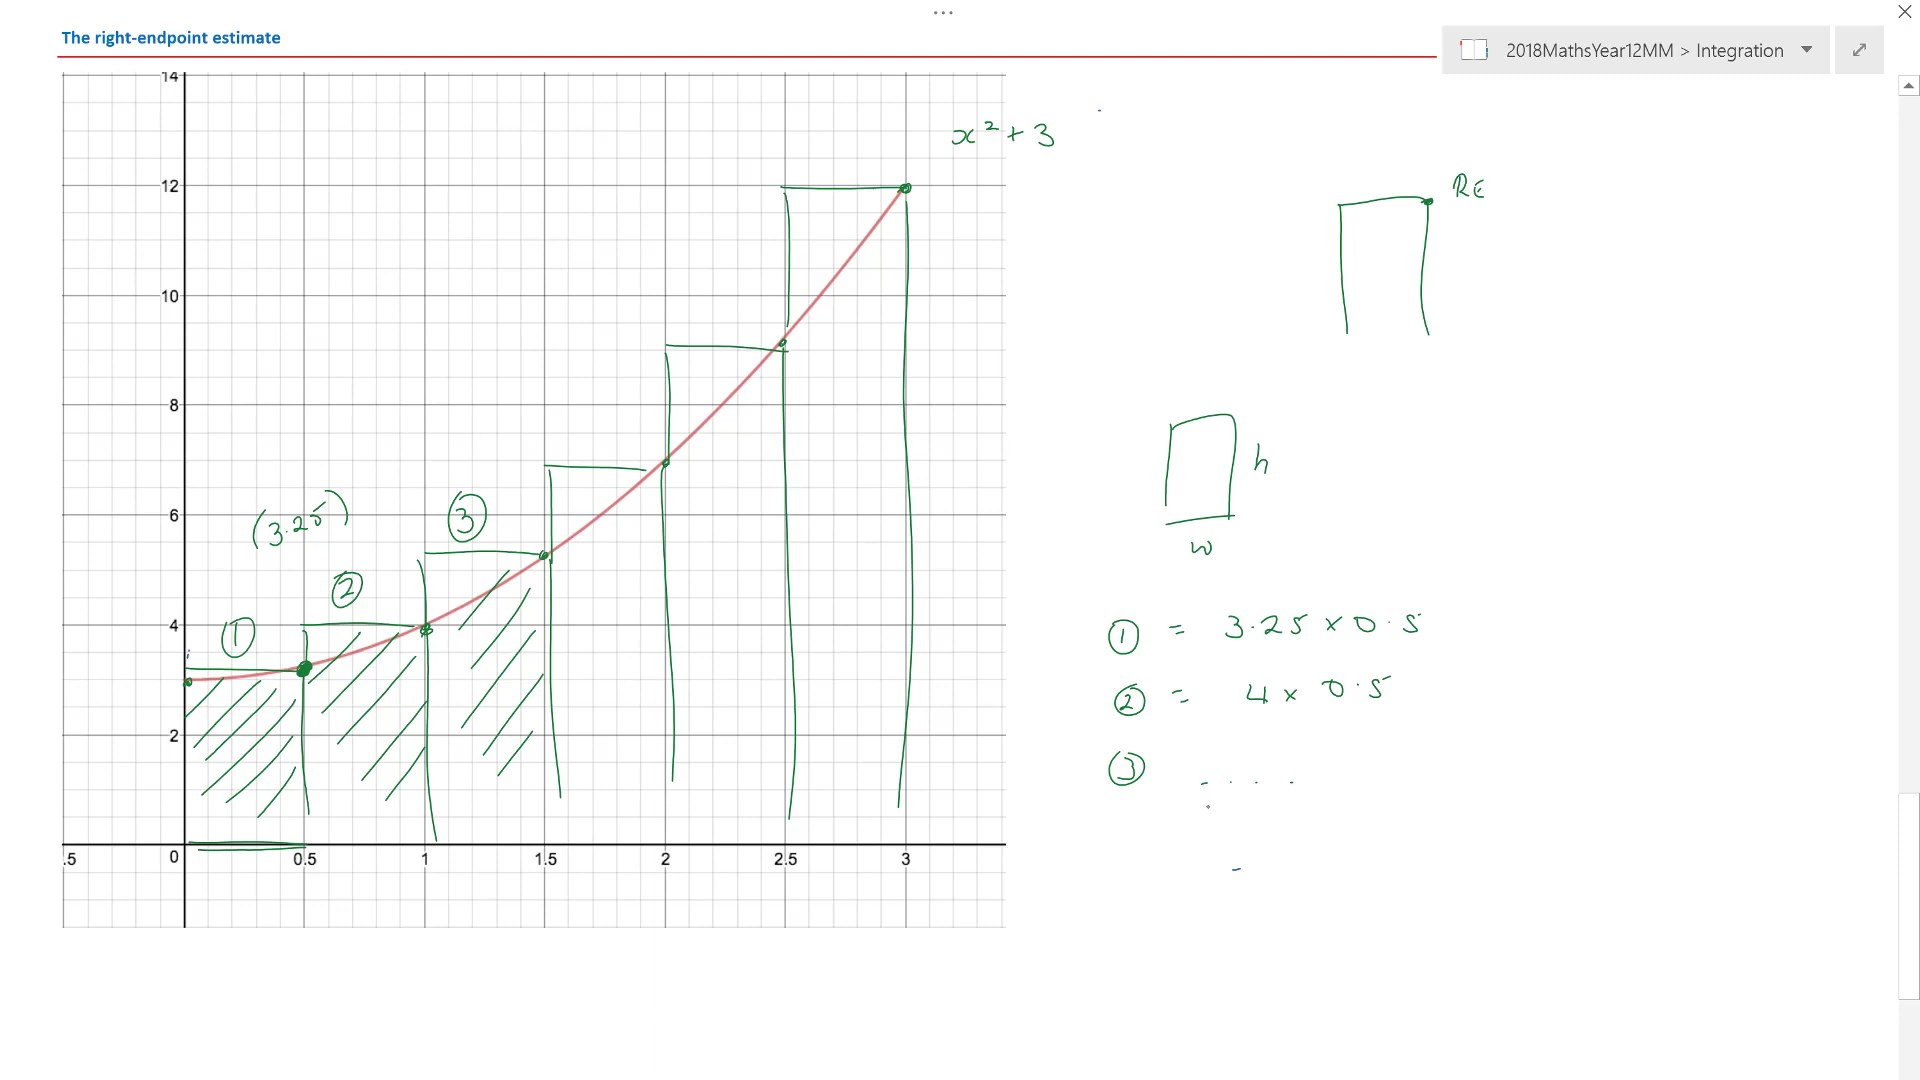 The right-endpoint estimate
2018MathsYear12MM > Integration
14
x² + 3
12
RE
10
8
h
(3.25)
③
6
w
②
①
4
① = 3.25 × 0.5
② = 4 × 0.5
2
③ . . . .
0
.5 0.5 1 1.5 2 2.5 3